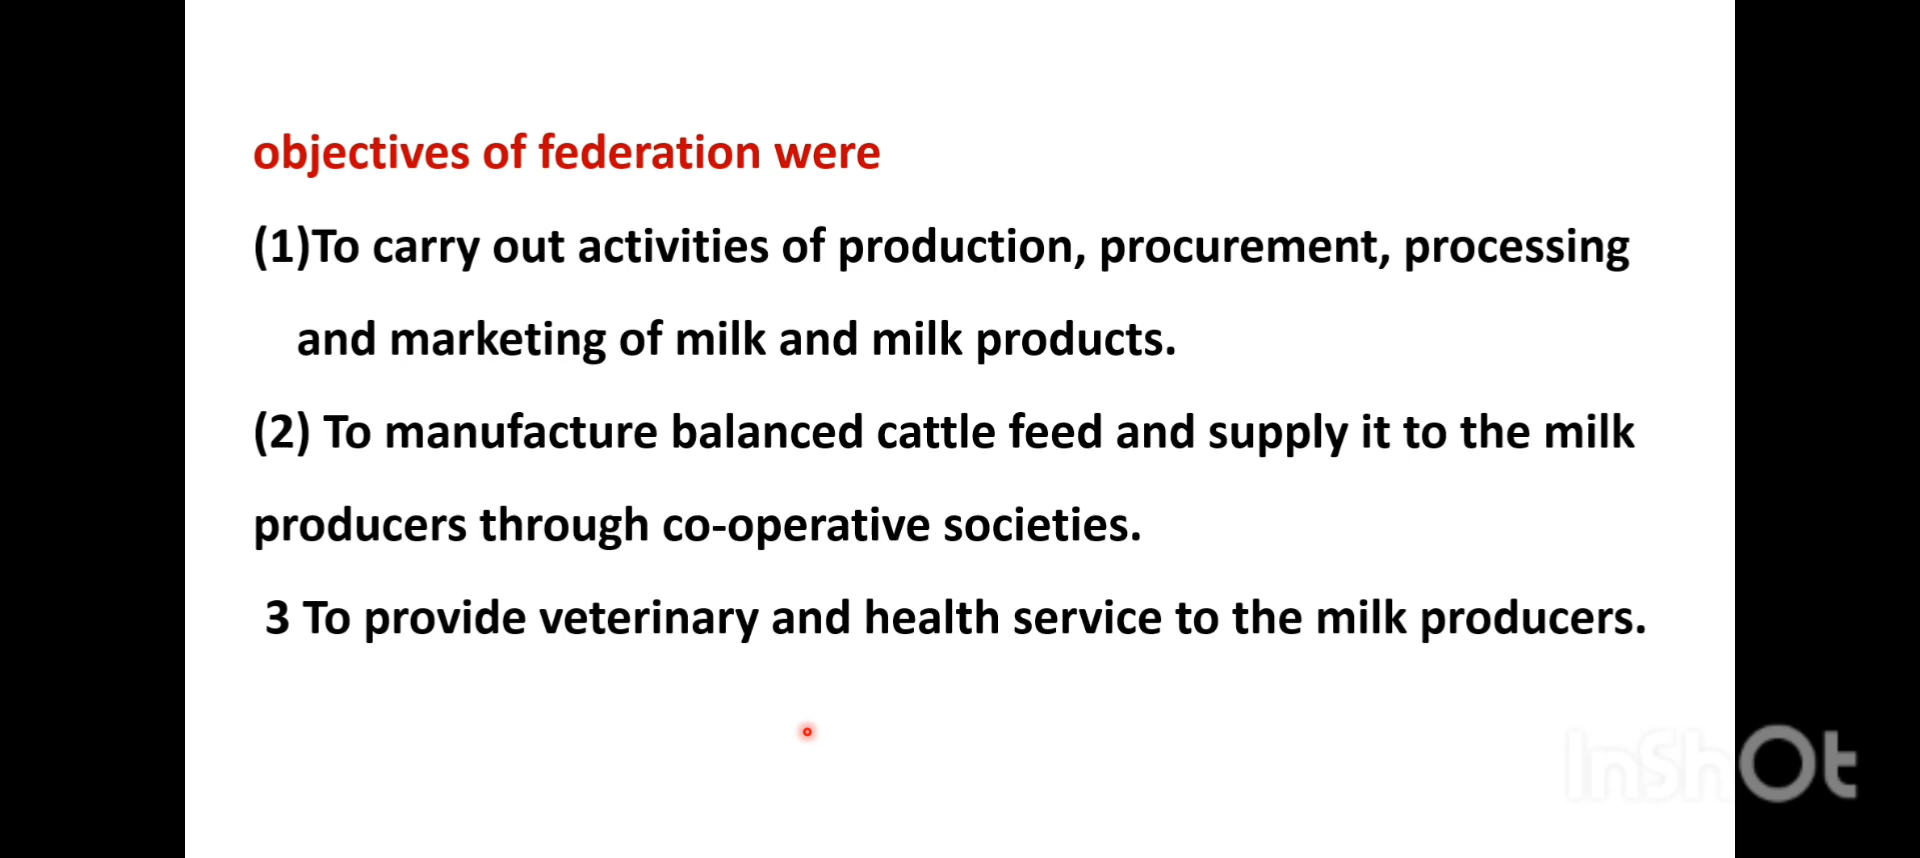 objectives of federation were
(1)To carry out activities of production, procurement, processing
and marketing of milk and milk products.
(2) To manufacture balanced cattle feed and supply it to the milk
producers through co-operative societies.
3 To provide veterinary and health service to the milk producers.
InShOt